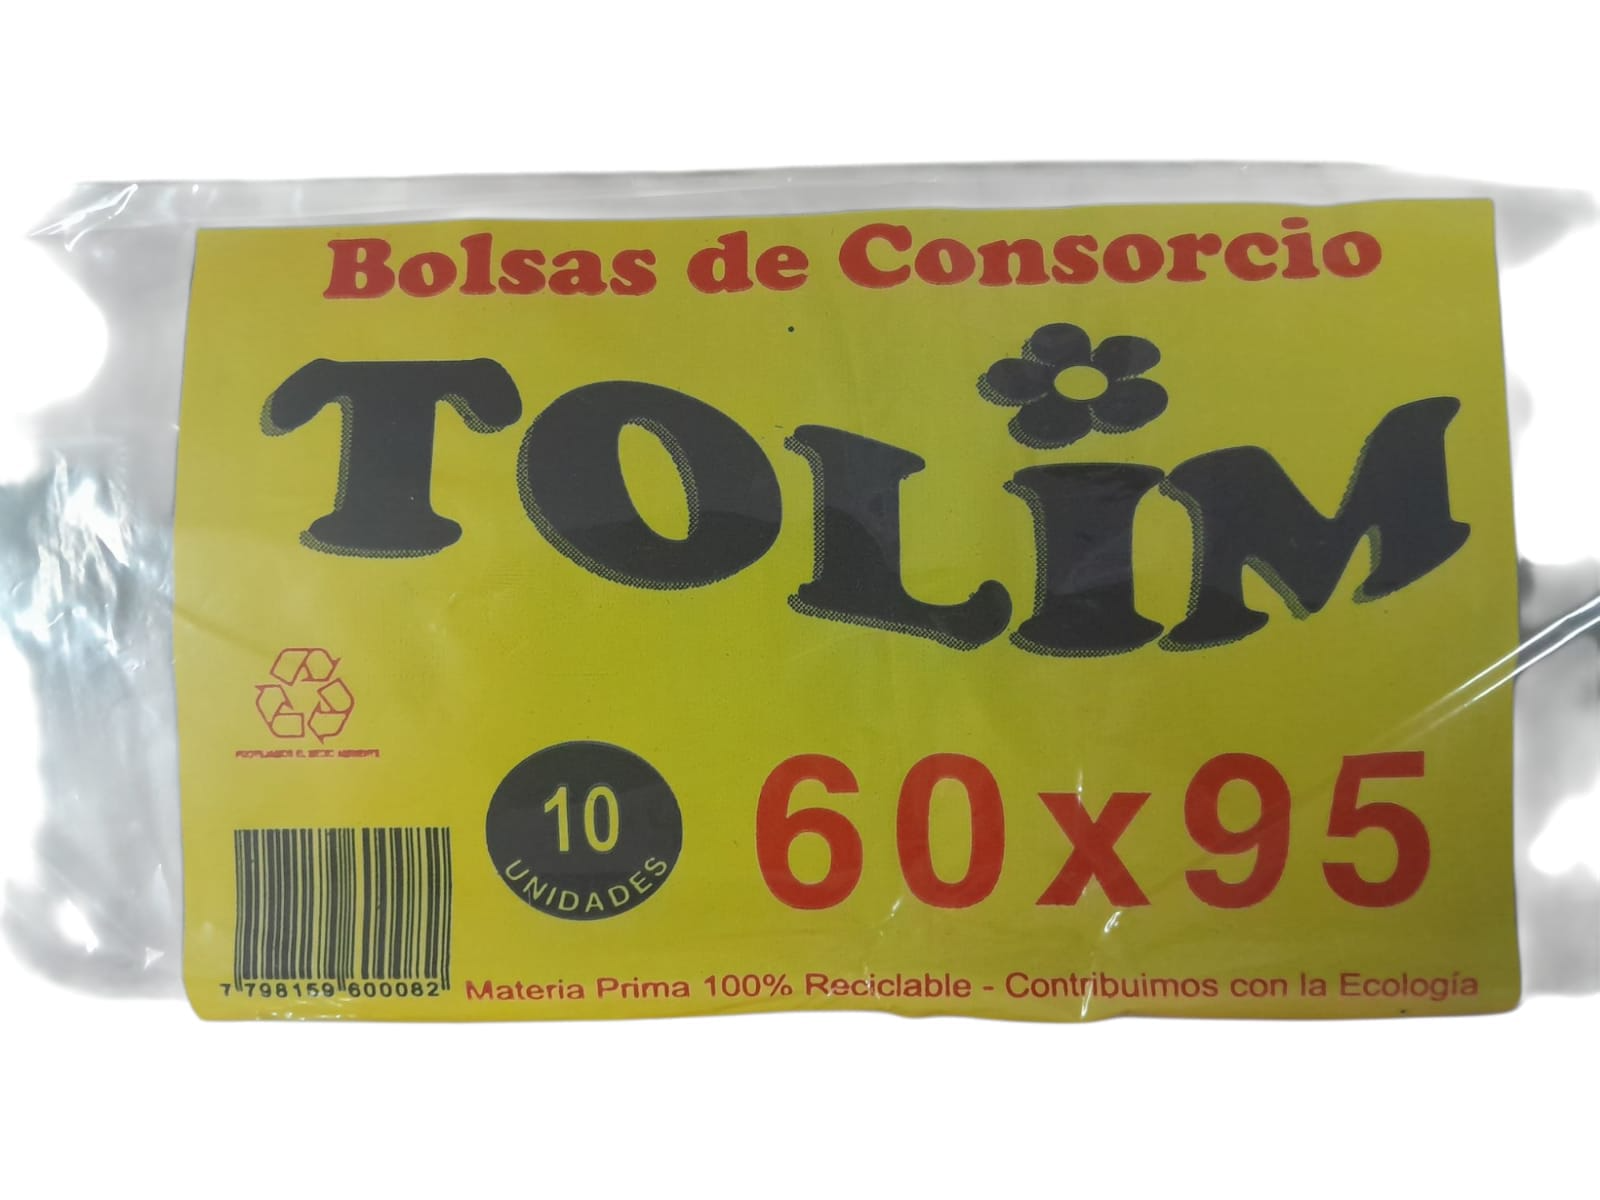 Bolsas de Consorcio
TOLiM
10
UNIDADES
60x95
7 798159 600082
Materia Prima 100% Reciclable - Contribuimos con la Ecología